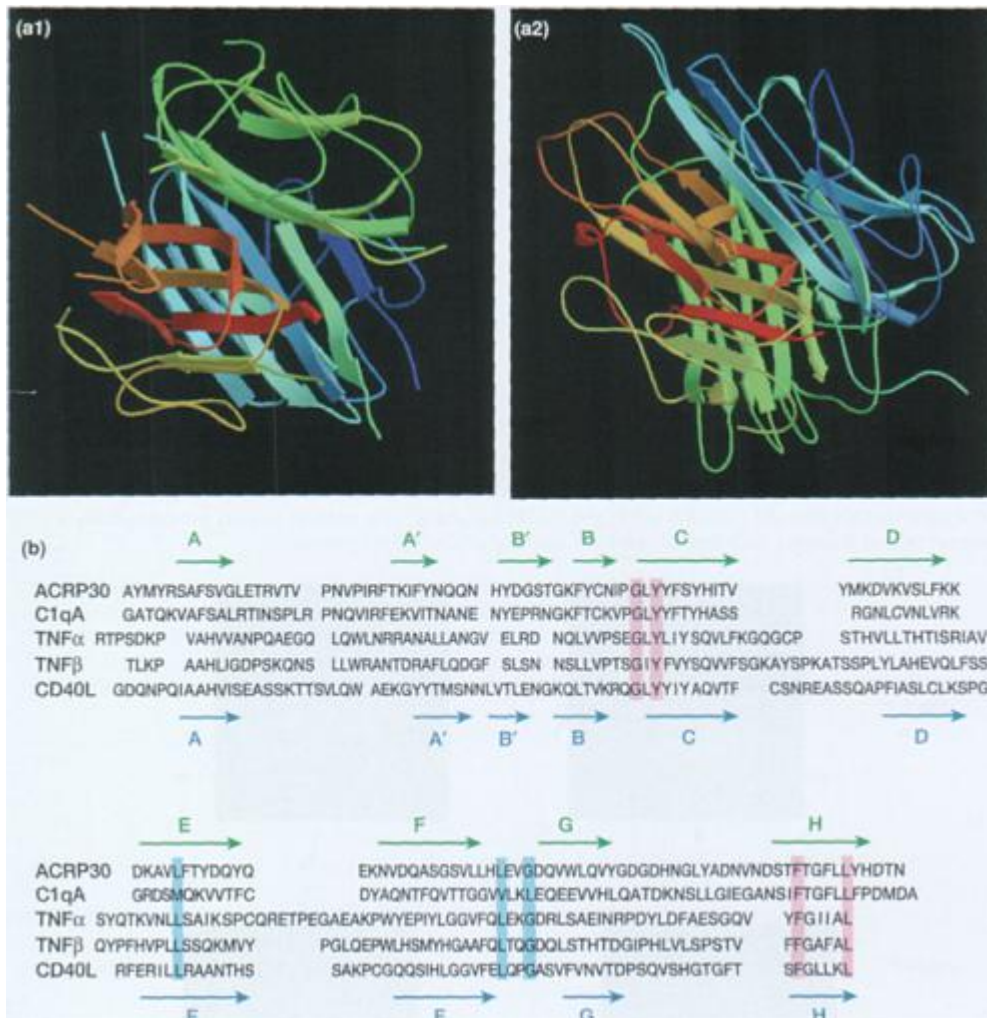 (a1)
(a2)
(b)
A A′ B′ B C D
ACRP30 AYMYRSAFSVGLETRVTV PNVPIRFTKIFYNQQN HYDGSTGKFYCNIPGLYYFSYHITV YMKDVKVSLFKK
C1qA GATQKVAFSALRTINSPLR PNQVIRFEKVITNANE NYEPRNGKFTCKVPGLYYFTYHASS RGNLCVNLVRK
TNFα RTPSDKP VAHVVANPQAEGQ LQWLNRRANALLANGV ELRD NQLVVPSEGLYLIYSQVLFKGQGCP STHVLLTHTISRIAV
TNFβ TLKP AAHLIGDPSKQNS LLWRANTDRAFLQDGF SLSN NSLLVPTSGIYFVYSQVVFSGKAYSPKATSSPLYLAHEVQLFSS
CD40L GDQNPQIAAHVISEASSKTTSVLQW AEKGYYTMSNNLVTLENGKQLTVKRQGLYYIYAQVTF CSNREASSQAPFIASLCLKSPG
A A′ B′ B C D
E F G H
ACRP30 DKAVLFTYDQYQ EKNVDQASGSVLLHLEVGDQVWLQVYGDGDHNGLYADNVNDSTFTGFLLYHDTN
C1qA GRDSMQKVVTFC DYAQNTFQVTTGGVVLKLEQEEVVHLQATDKNSLLGIEGANSIFTGFLLFPDMDA
TNFα SYQTKVNLLSAIKSPCQRETPEGAEAKPWYEPIYLGGVFQLEKGDRLSAEINRPDYLDFAESGQV YFGIIAL
TNFβ QYPFHVPLLSSQKMVY PGLQEPWLHSMYHGAAFQLTQGDQLSTHTDGIPHLVLSPSTV FFGAFAL
CD40L RFERILLRAANTHS SAKPCGQQSIHLGGVFELQPGASVFVNVTDPSQVSHGTGFT SFGLLKL
E F G H